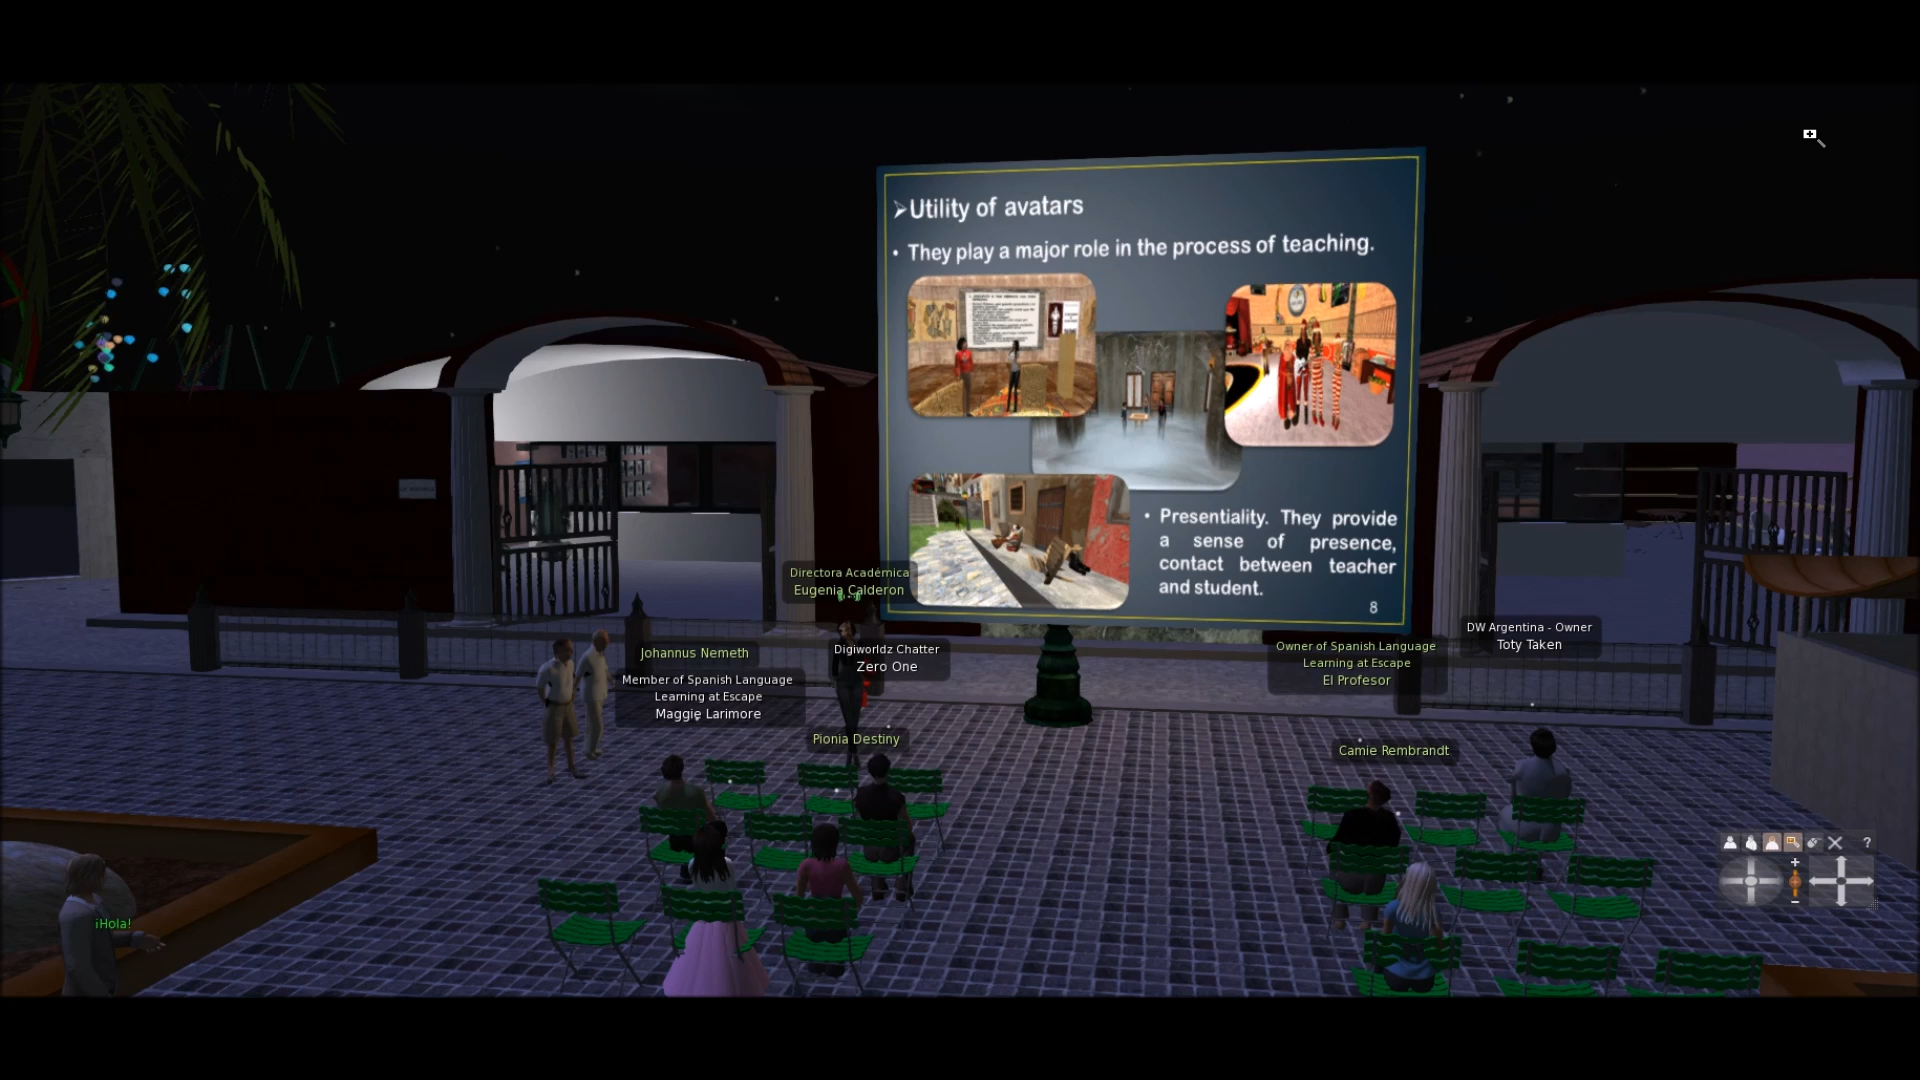 ➢Utility of avatars
• They play a major role in the process of teaching.
• Presentiality. They provide
a sense of presence,
contact between teacher
and student.
8
Directora Académica
Eugenia Calderon
Johannus Nemeth
Digiworldz Chatter
Zero One
Member of Spanish Language
Learning at Escape
Maggie Larimore
Pionia Destiny
Owner of Spanish Language
Learning at Escape
El Profesor
DW Argentina - Owner
Toty Taken
Camie Rembrandt
¡Hola!
?